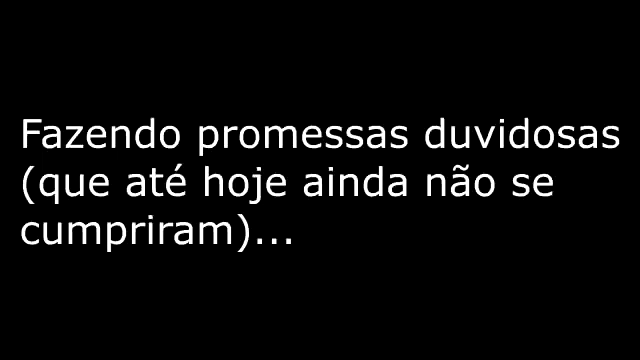 Fazendo promessas duvidosas
(que até hoje ainda não se
cumpriram)...